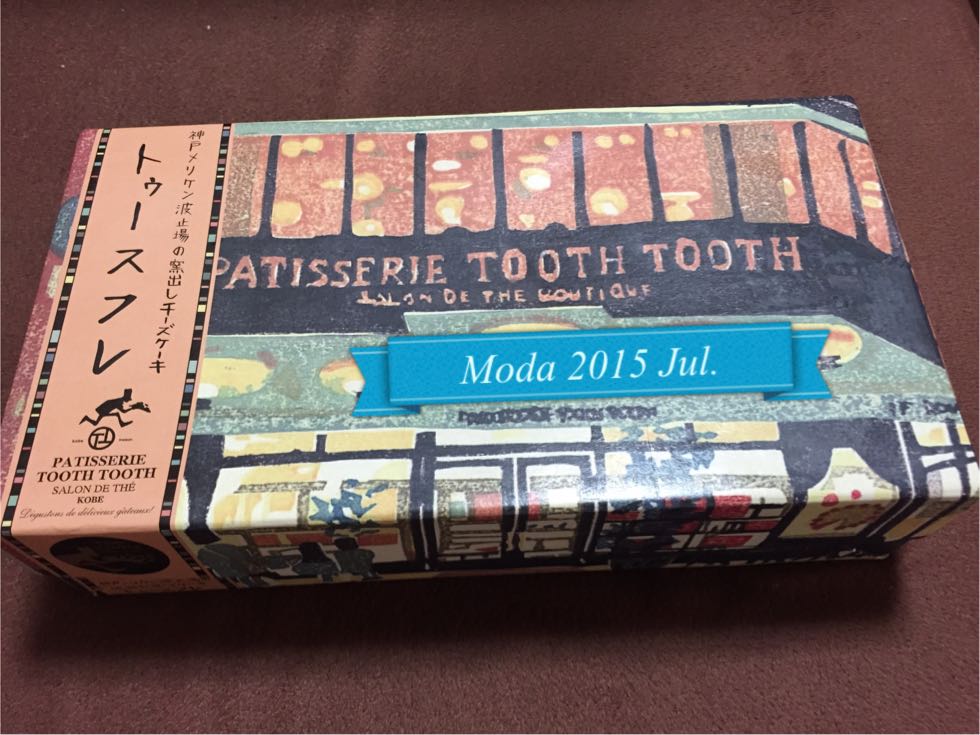 神戸メリケン波止場の窯出しチーズケーキ
トゥースフレ
KOBE
PATISSERIE
TOOTH TOOTH
SALON DE THÉ
KOBE
Dégustons de délicieux gâteaux!
PATISSERIE TOOTH TOOTH
SALON DE THE BOUTIQUE
Moda 2015 Jul.